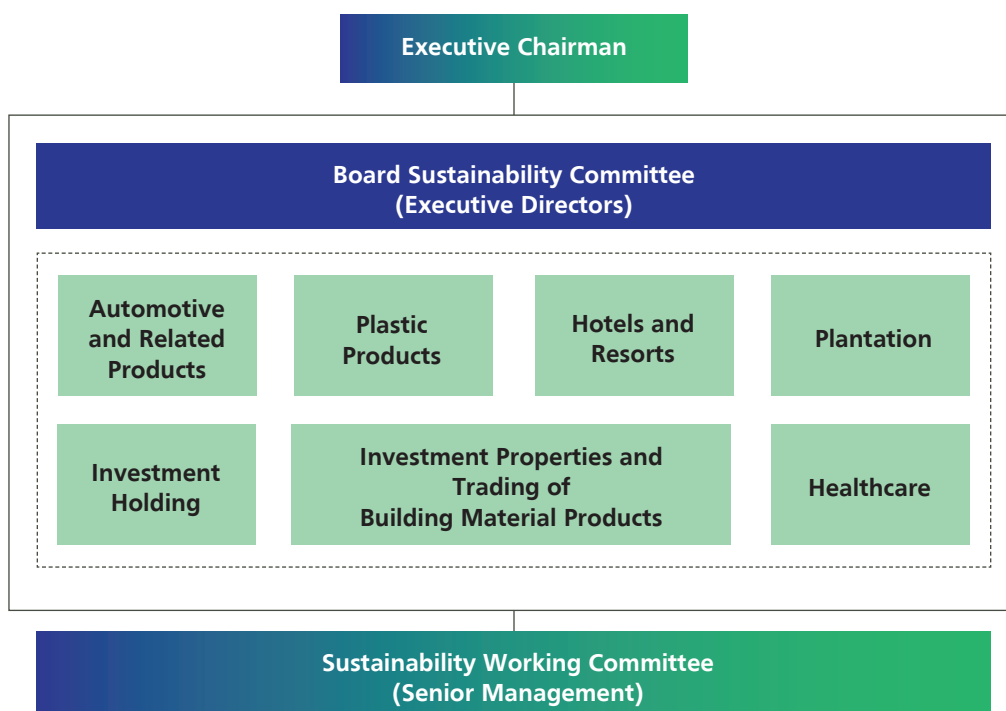 Executive Chairman
Board Sustainability Committee
(Executive Directors)
Automotive
and Related
Products
Plastic
Products
Hotels and
Resorts
Plantation
Investment
Holding
Investment Properties and
Trading of
Building Material Products
Healthcare
Sustainability Working Committee
(Senior Management)